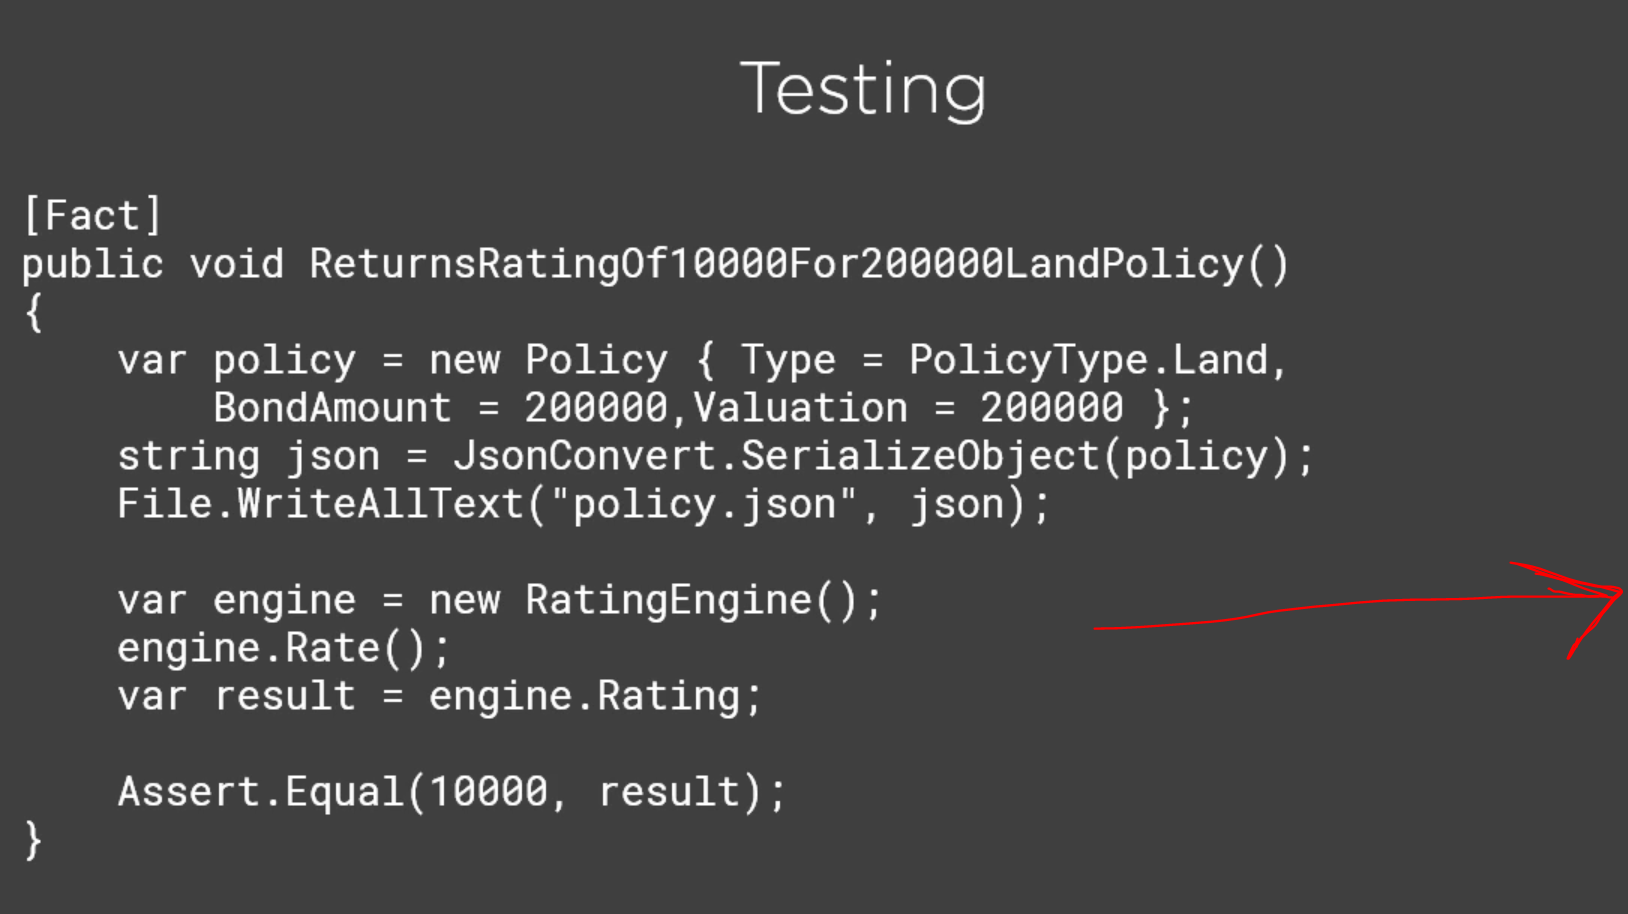 Testing
[Fact]
public void ReturnsRatingOf10000For200000LandPolicy()
{
    var policy = new Policy { Type = PolicyType.Land,
        BondAmount = 200000,Valuation = 200000 };
    string json = JsonConvert.SerializeObject(policy);
    File.WriteAllText("policy.json", json);
    var engine = new RatingEngine();
    engine.Rate();
    var result = engine.Rating;
    Assert.Equal(10000, result);
}